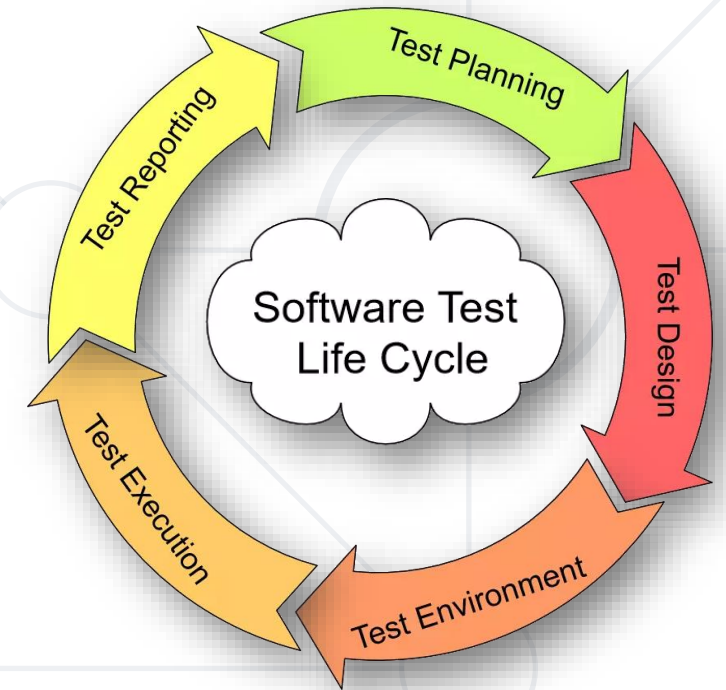 Software Test
Life Cycle
Test Planning
Test Design
Test Environment
Test Execution
Test Reporting